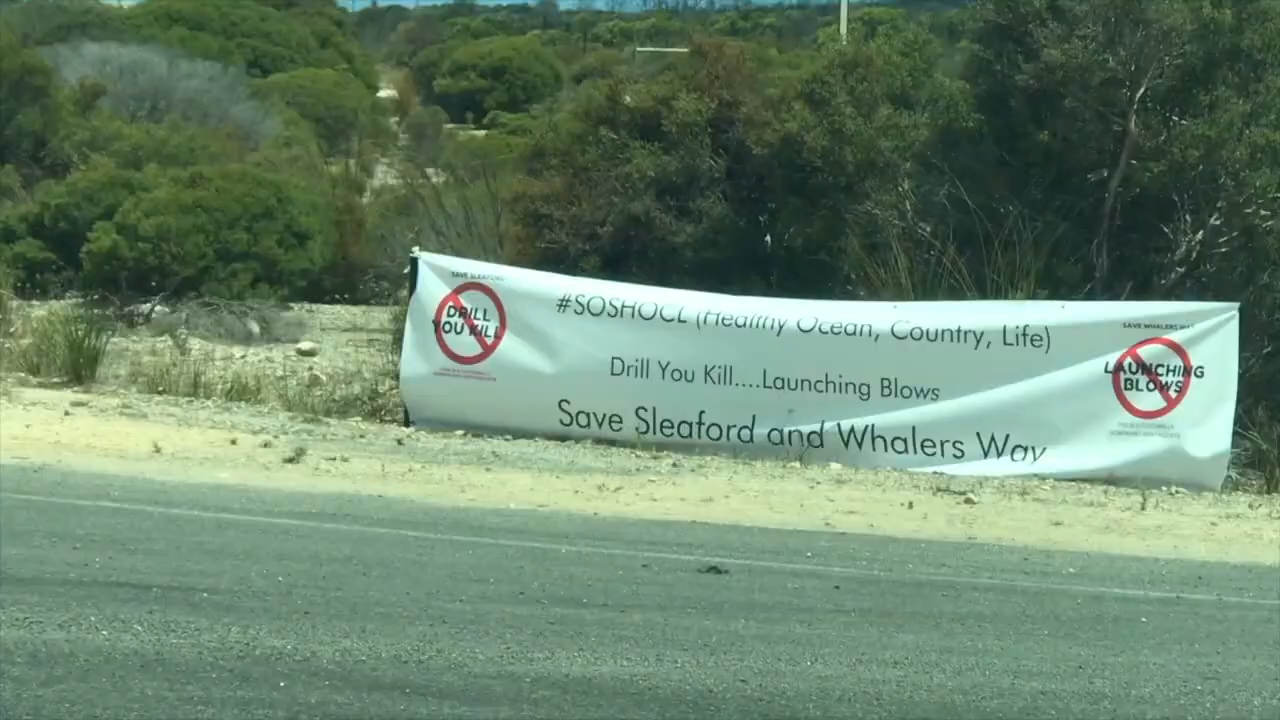 SAVE SLEAFORD
DRILL
YOU KILL
#SOSHOCL (Healthy Ocean, Country, Life)
Drill You Kill....Launching Blows
Save Sleaford and Whalers Way
SAVE WHALERS WAY
LAUNCHING
BLOWS